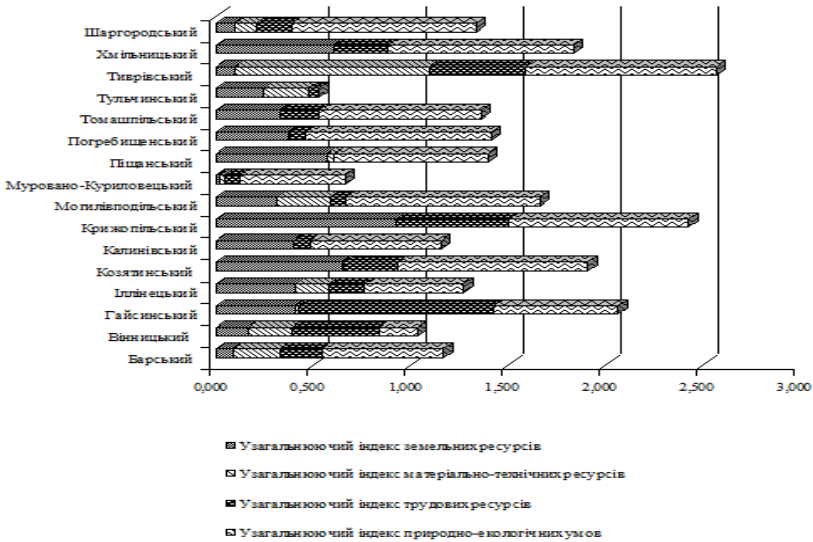 Шаргородський
Хмільницький
Тиврівський
Тульчинський
Томашпільський
Погребищенський
Піщанський
Муровано-Куриловецький
Могилівподільський
Крижопільський
Калинівський
Козятинський
Іллінецький
Гайсинський
Вінницький
Барський
0,000 0,500 1,000 1,500 2,000 2,500 3,000
Узагальнюючий індекс земельних ресурсів
Узагальнюючий індекс матеріально-технічних ресурсів
Узагальнюючий індекс трудових ресурсів
Узагальнюючий індекс природно-екологічних умов